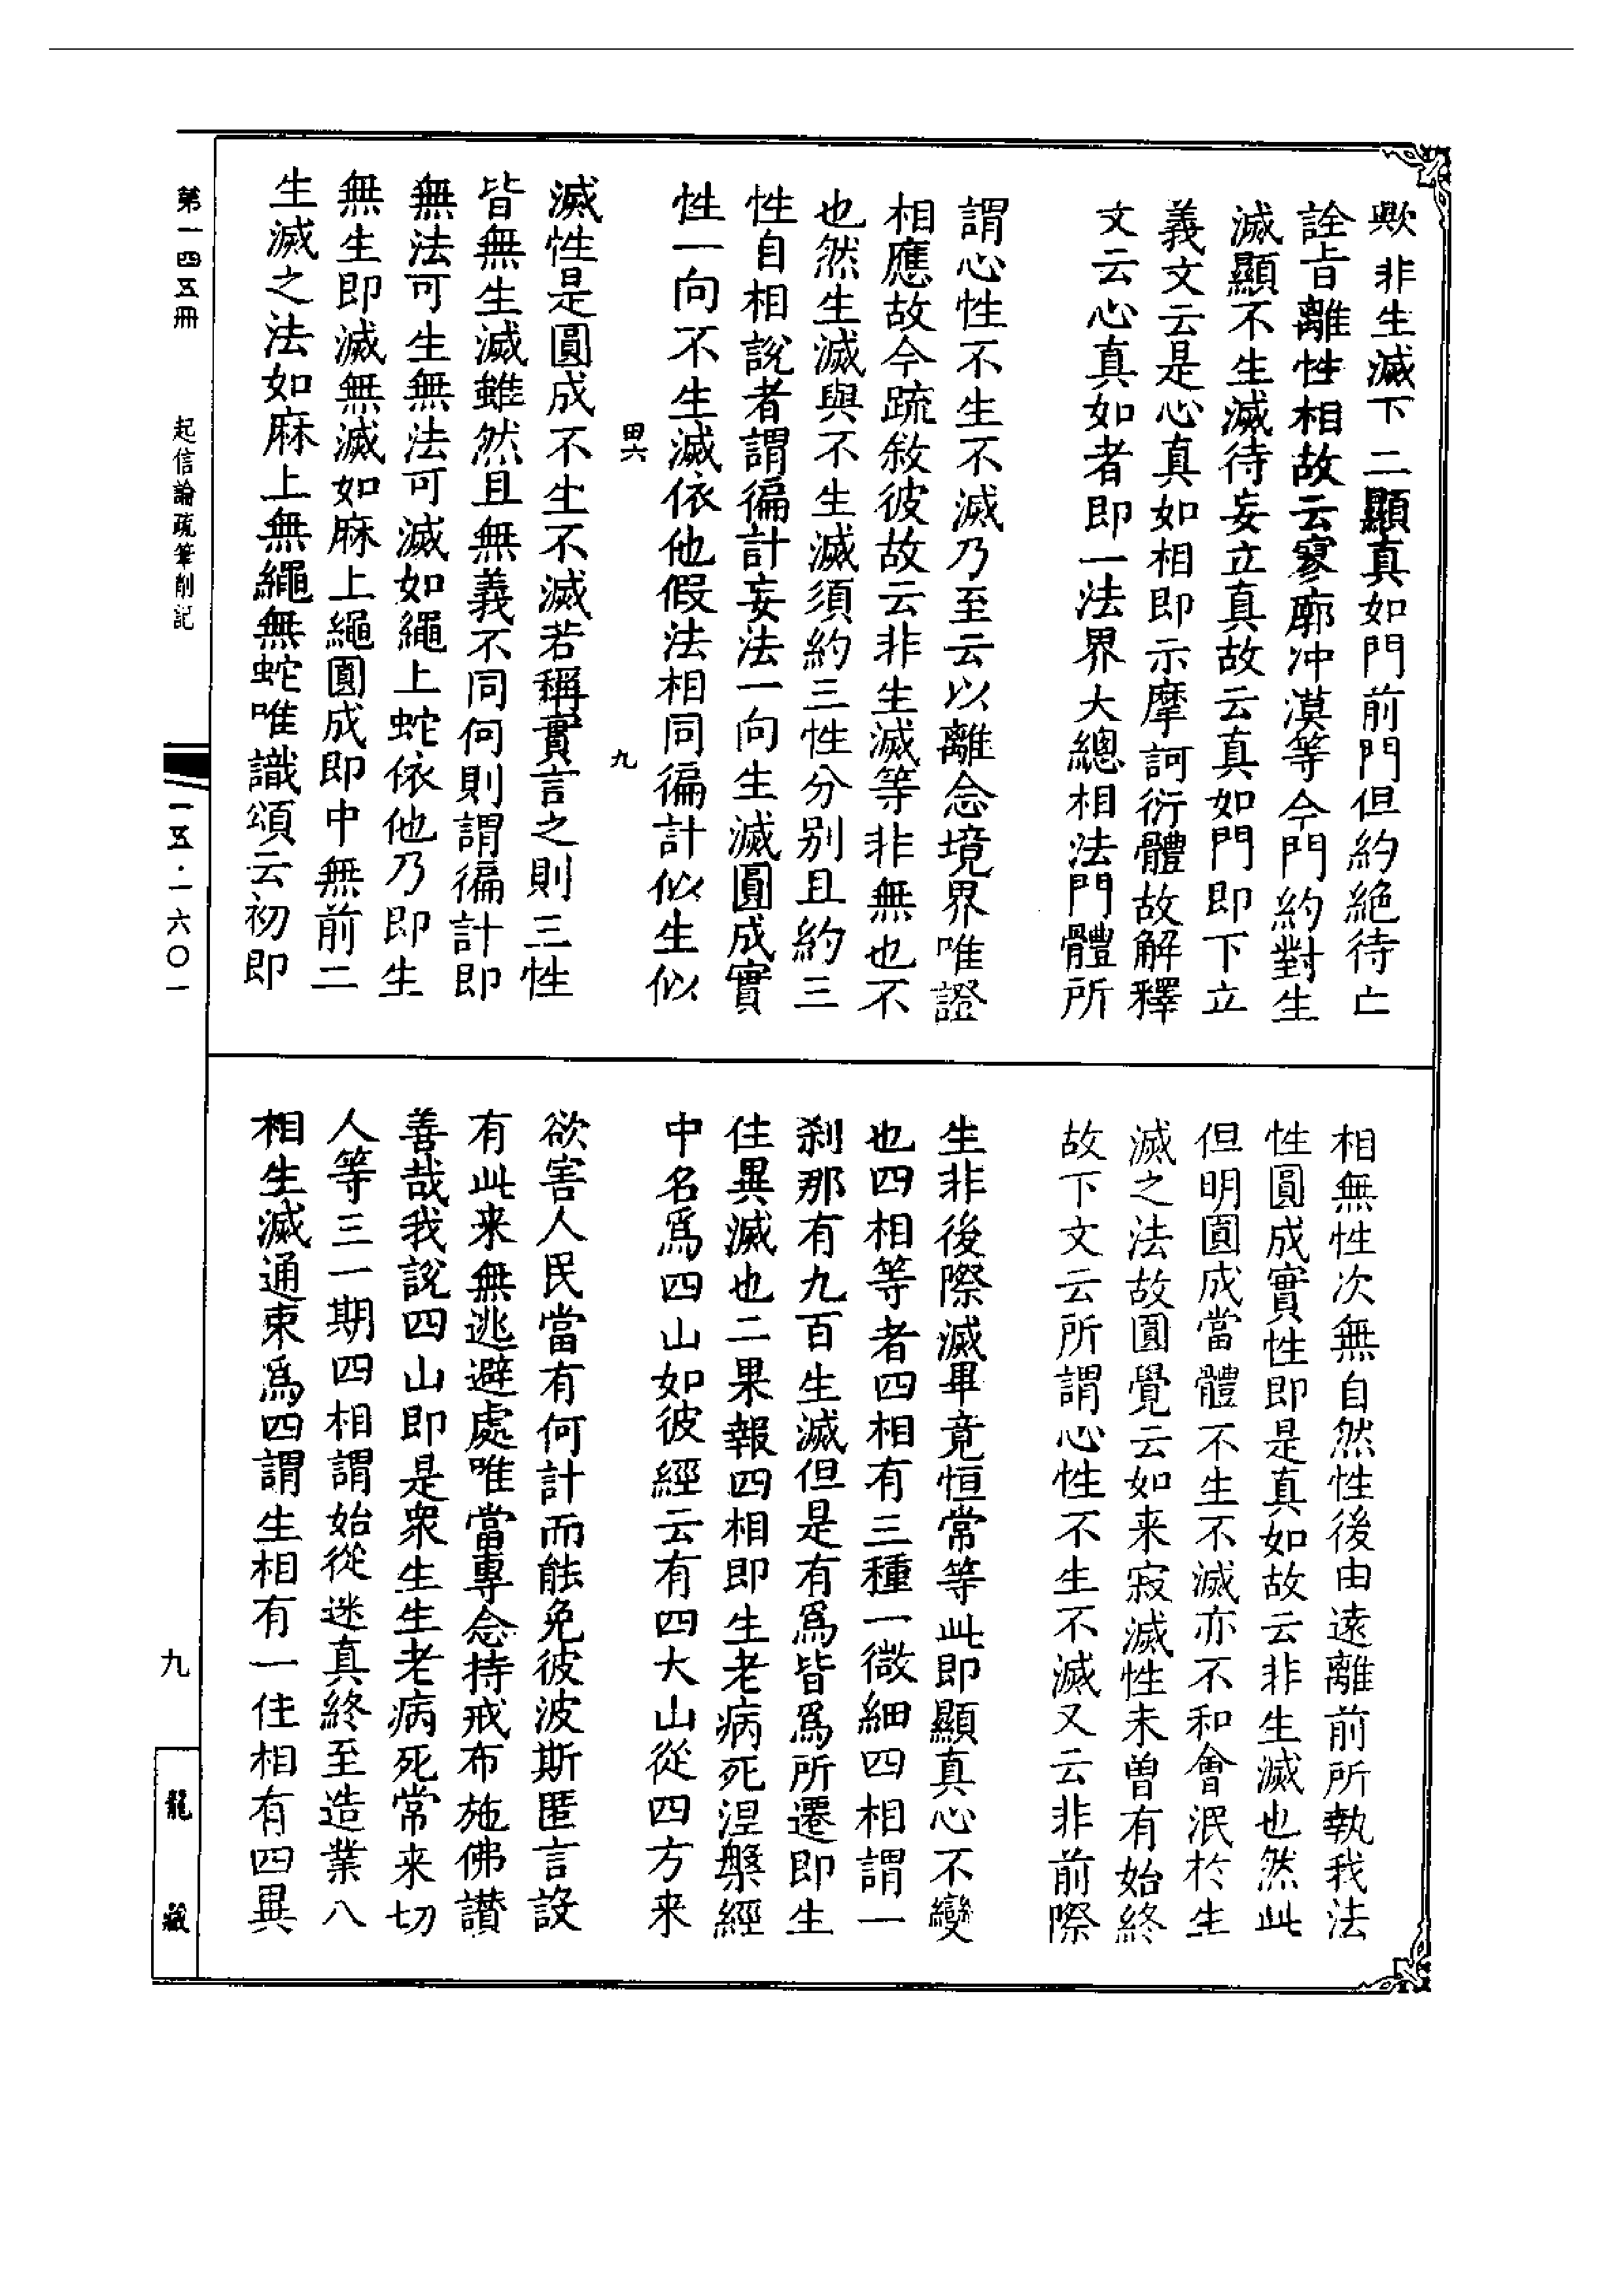 歟 非生滅下二顯真如門前門但約絶待亡
詮旨離性相故云寥廓冲漠等今門約對生
滅顯不生滅待妄立真故云真如門即下立
義文云是心真如相即示摩訶衍體故解釋
文云心真如者即一法界大總相法門體所
謂心性不生不滅乃至云以離念境界唯證
相應故今疏敘彼故云非生滅等非無也不
也然生滅與不生滅須約三性分別且約三
性自相說者謂徧計妄法一向生滅圓成實
性一向不生滅依他假法相同徧計似生似
田六 九
滅性是圓成不生不滅若稱實言之則三性
皆無生滅雖然且無義不同何則謂徧計即
無法可生無法可滅如繩上蛇依他乃即生
無生即滅無滅如麻上繩圓成即中無前二
生滅之法如麻上無繩無蛇唯識頌云初即
相無性次無自然性後由遠離前所執我法
性圓成實性即是真如故云非生滅也然此
但明圓成當體不生不滅亦不和會泯於生
滅之法故圓覺云如来寂滅性未曾有始終
故下文云所謂心性不生不滅又云非前際
生非後際滅畢竟恒常等此即顯真心不變
也四相等者四相有三種一微細四相謂一
刹那有九百生滅但是有爲皆爲所遷即生
住異滅也二果報四相即生老病死涅槃經
中名爲四山如彼經云有四大山從四方来
欲害人民當有何計而能免彼波斯匿言設
有此来無逃避處唯當專念持戒布施佛讃
善哉我說四山即是衆生生老病死常来切
人等三一期四相謂始從迷真終至造業八
相生滅通束爲四謂生相有一住相有四異
第一四五冊 起信論疏筆削記 一五·一六〇一 九 龍藏